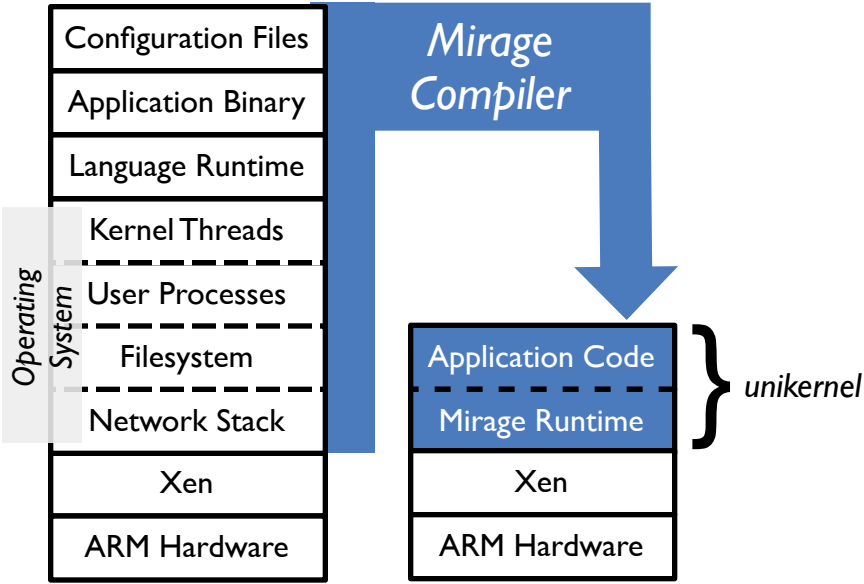 Configuration Files
Application Binary
Language Runtime
Kernel Threads
User Processes
Filesystem
Network Stack
Xen
ARM Hardware
Operating
System
Mirage
Compiler
Application Code
Mirage Runtime
Xen
ARM Hardware
unikernel